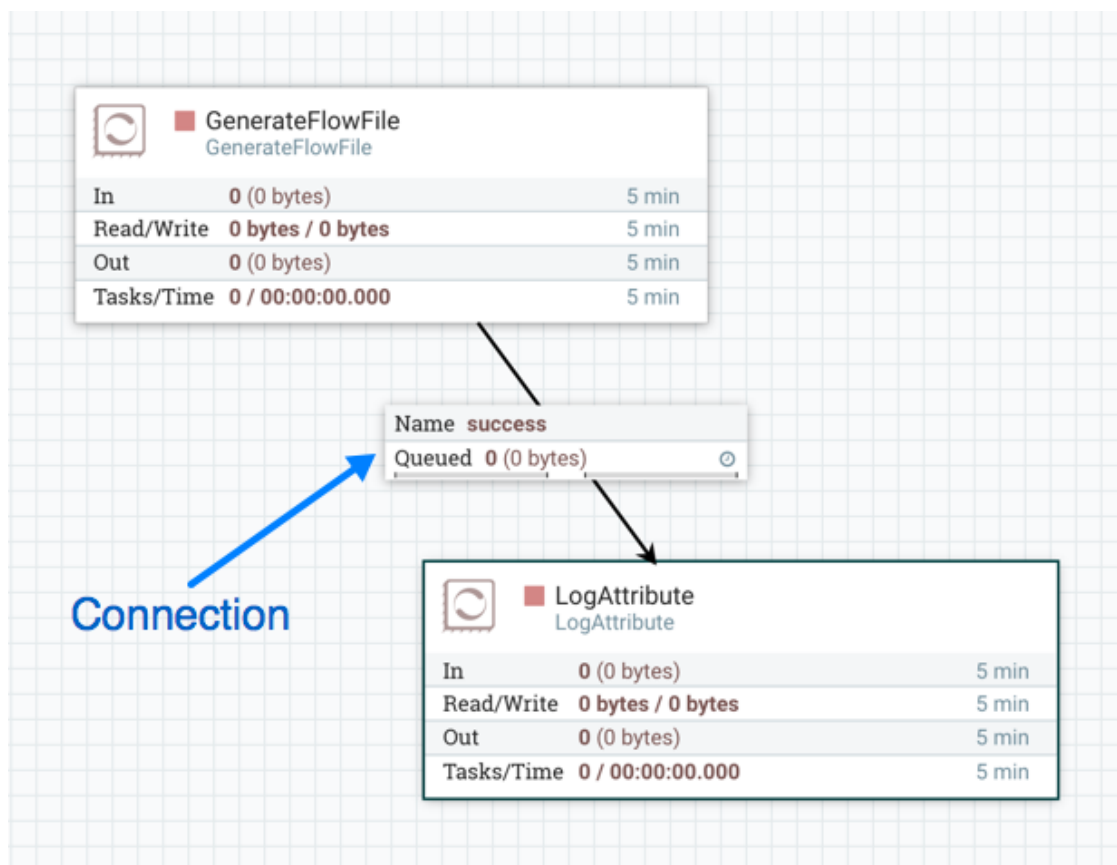 GenerateFlowFile
GenerateFlowFile
In 0 (0 bytes) 5 min
Read/Write 0 bytes / 0 bytes 5 min
Out 0 (0 bytes) 5 min
Tasks/Time 0 / 00:00:00.000 5 min
Name success
Queued 0 (0 bytes)
Connection
LogAttribute
LogAttribute
In 0 (0 bytes) 5 min
Read/Write 0 bytes / 0 bytes 5 min
Out 0 (0 bytes) 5 min
Tasks/Time 0 / 00:00:00.000 5 min